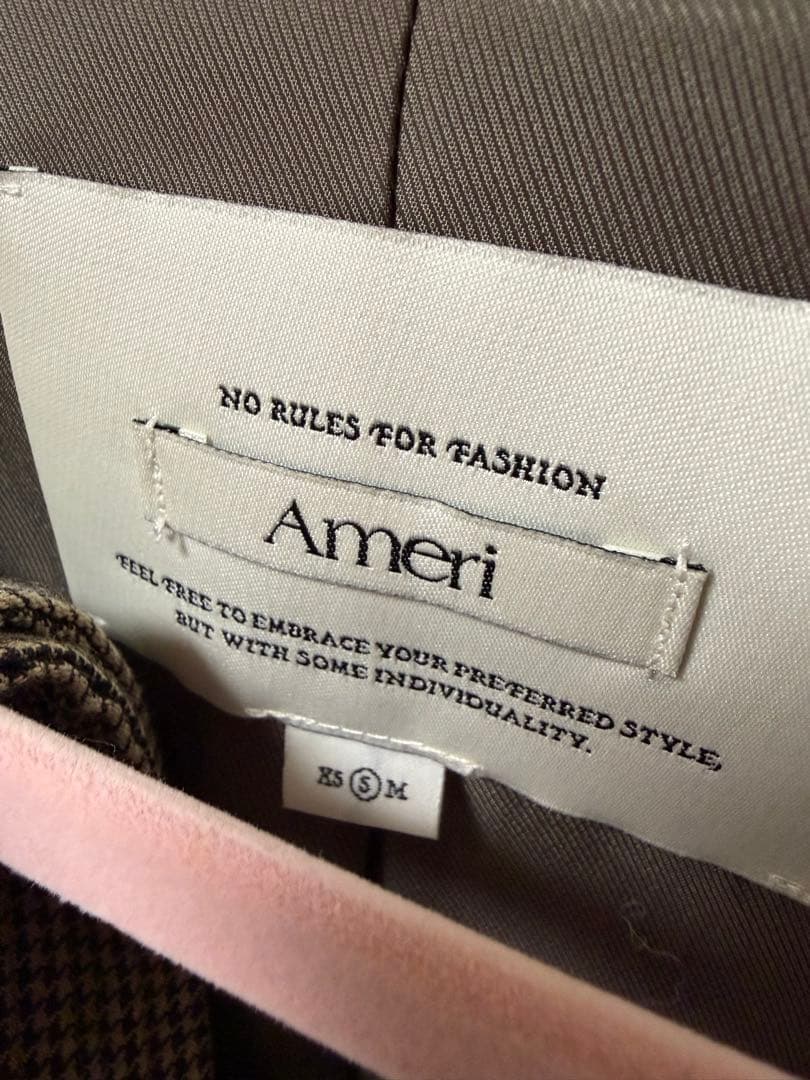 NO RULES FOR FASHION
Ameri
FEEL FREE TO EMBRACE YOUR PREFERRED STYLE,
BUT WITH SOME INDIVIDUALITY.
XS S M